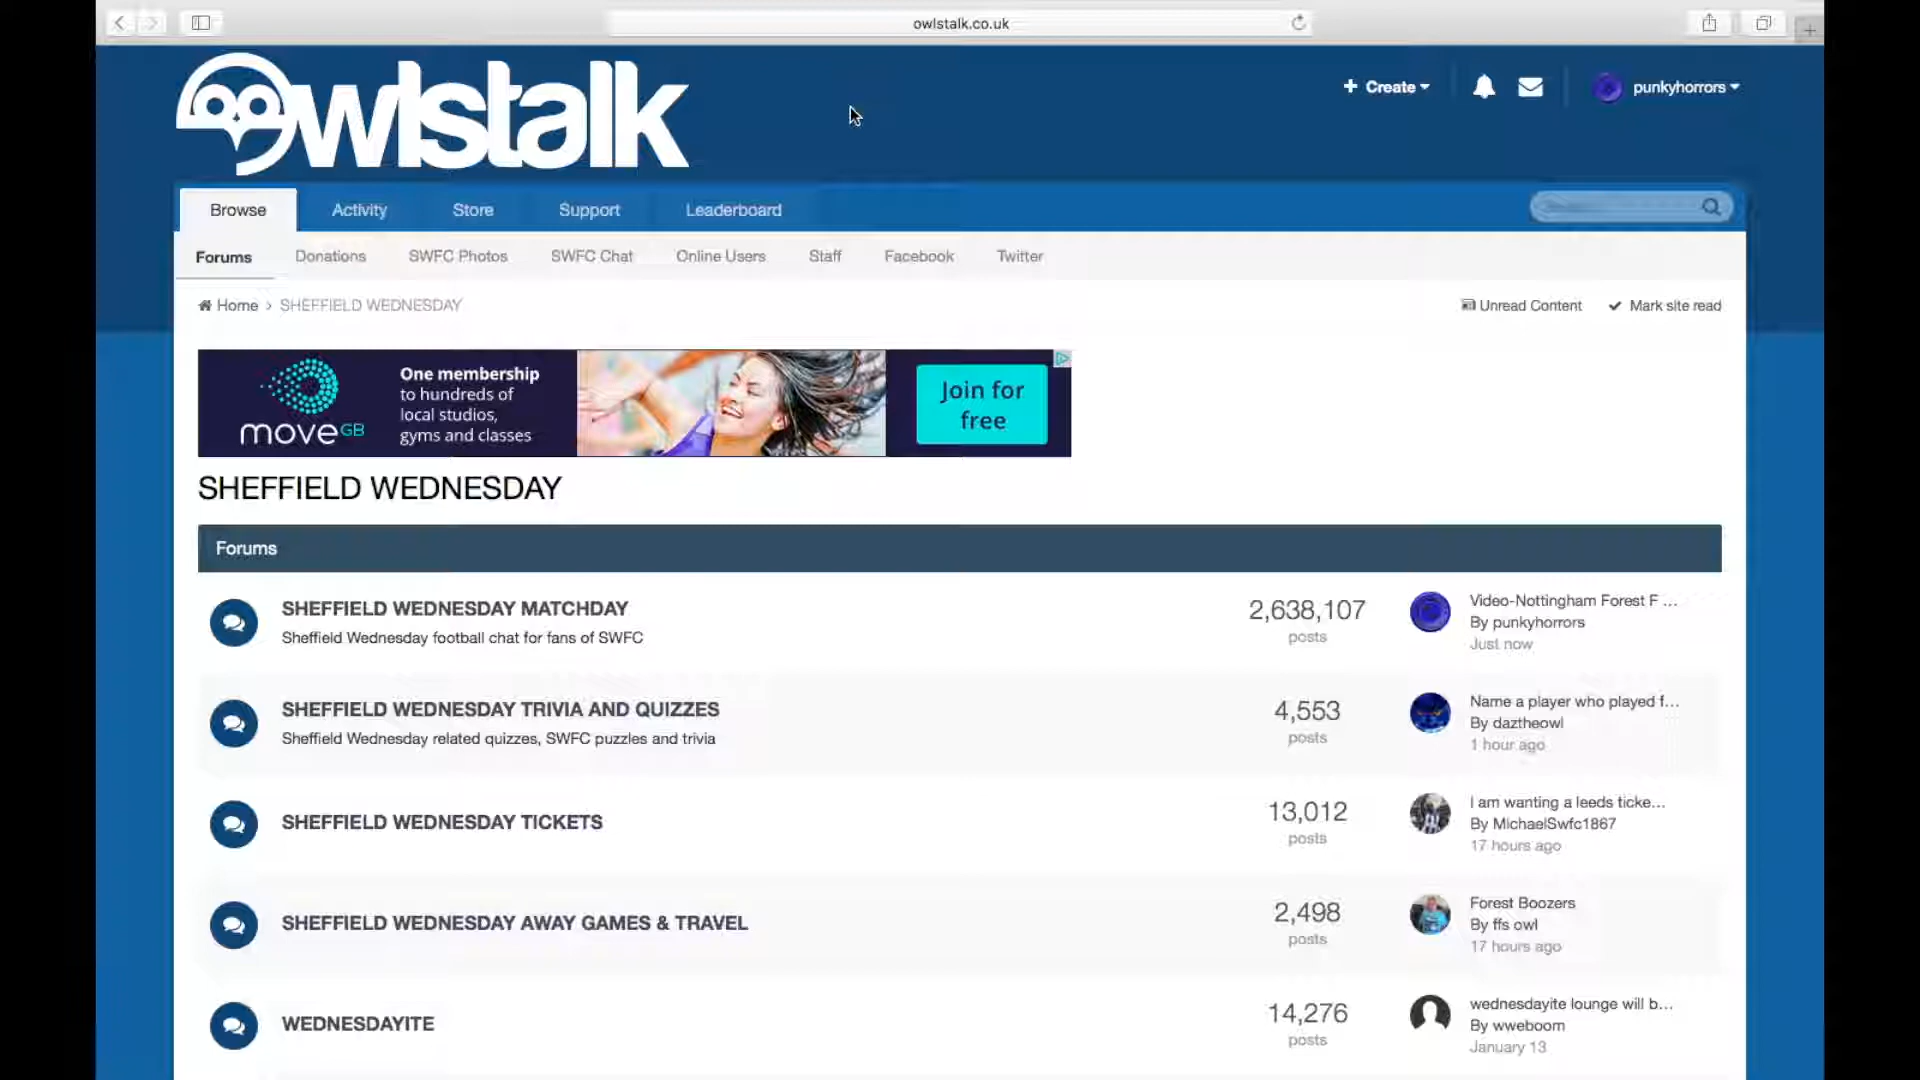 owlstalk.co.uk
owlstalk
+ Create
punkyhorrors
Browse
Activity
Store
Support
Leaderboard
Forums
Donations
SWFC Photos
SWFC Chat
Online Users
Staff
Facebook
Twitter
Home > SHEFFIELD WEDNESDAY
Unread Content
Mark site read
moveGB
One membership
to hundreds of
local studios,
gyms and classes
Join for
free
SHEFFIELD WEDNESDAY
Forums
SHEFFIELD WEDNESDAY MATCHDAY
Sheffield Wednesday football chat for fans of SWFC
2,638,107
posts
Video-Nottingham Forest F ...
By punkyhorrors
Just now
SHEFFIELD WEDNESDAY TRIVIA AND QUIZZES
Sheffield Wednesday related quizzes, SWFC puzzles and trivia
4,553
posts
Name a player who played f...
By daztheowl
1 hour ago
SHEFFIELD WEDNESDAY TICKETS
13,012
posts
I am wanting a leeds ticke...
By MichaelSwfc1867
17 hours ago
SHEFFIELD WEDNESDAY AWAY GAMES & TRAVEL
2,498
posts
Forest Boozers
By ffs owl
17 hours ago
WEDNESDAYITE
14,276
posts
wednesdayite lounge will b...
By wweboom
January 13